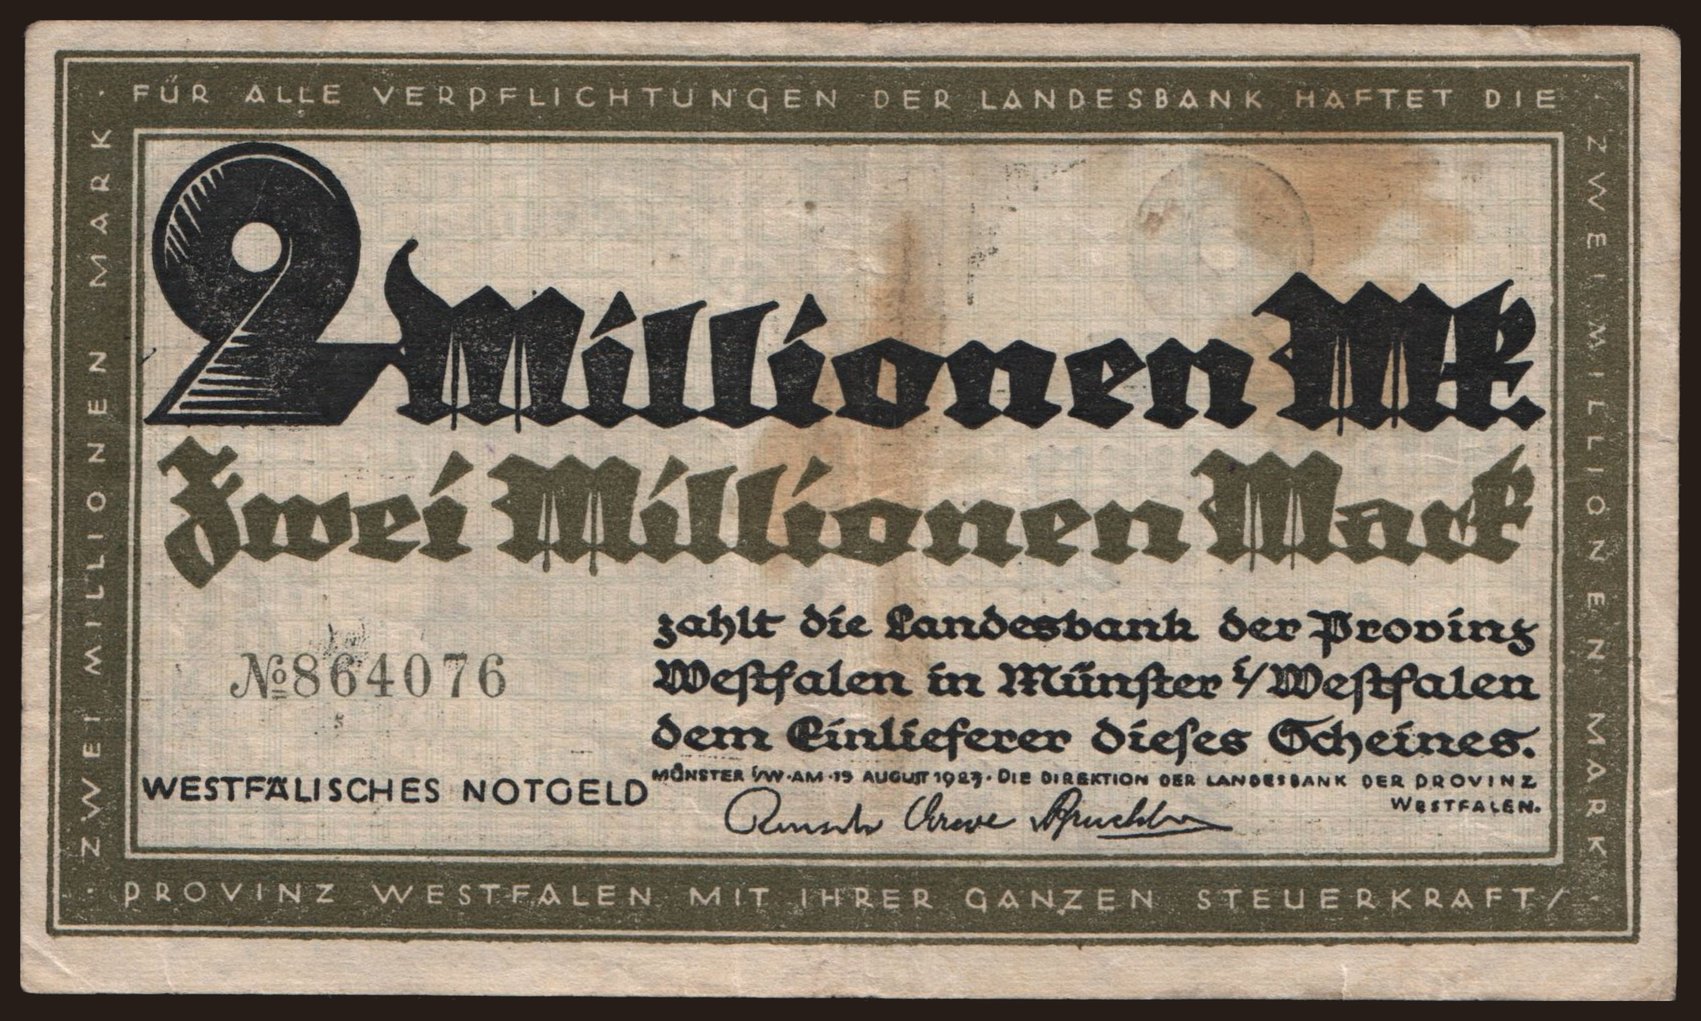 FÜR ALLE VERPFLICHTUNGEN DER LANDESBANK HAFTET DIE
PROVINZ WESTFALEN MIT IHRER GANZEN STEUERKRAFT/
ZWEI MILLIONEN MARK
ZWEI MILLIONEN MARK
2 Millionen Mk.
Zwei Millionen Mark
zahlt die Landesbank der Provinz
Westfalen in Münster i/Westfalen
dem Einlieferer dieses Scheines.
№864076
WESTFÄLISCHES NOTGELD
MÜNSTER I/W·AM·15 AUGUST 1923·DIE DIREKTION DER LANDESBANK DER PROVINZ
WESTFALEN.